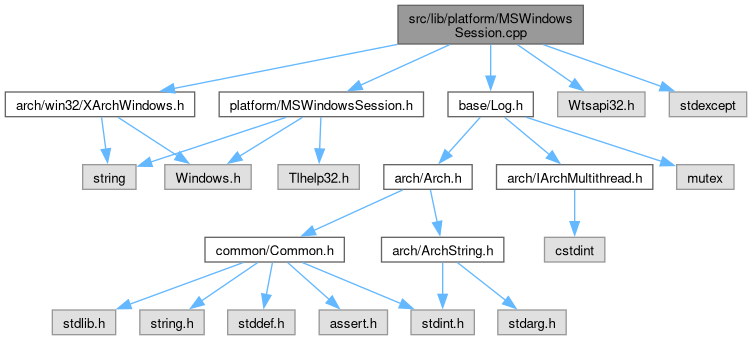 src/lib/platform/MSWindows
Session.cpp
arch/win32/XArchWindows.h
platform/MSWindowsSession.h
base/Log.h
Wtsapi32.h
stdexcept
string
Windows.h
Tlhelp32.h
arch/Arch.h
arch/IArchMultithread.h
mutex
common/Common.h
arch/ArchString.h
cstdint
stdlib.h
string.h
stddef.h
assert.h
stdint.h
stdarg.h